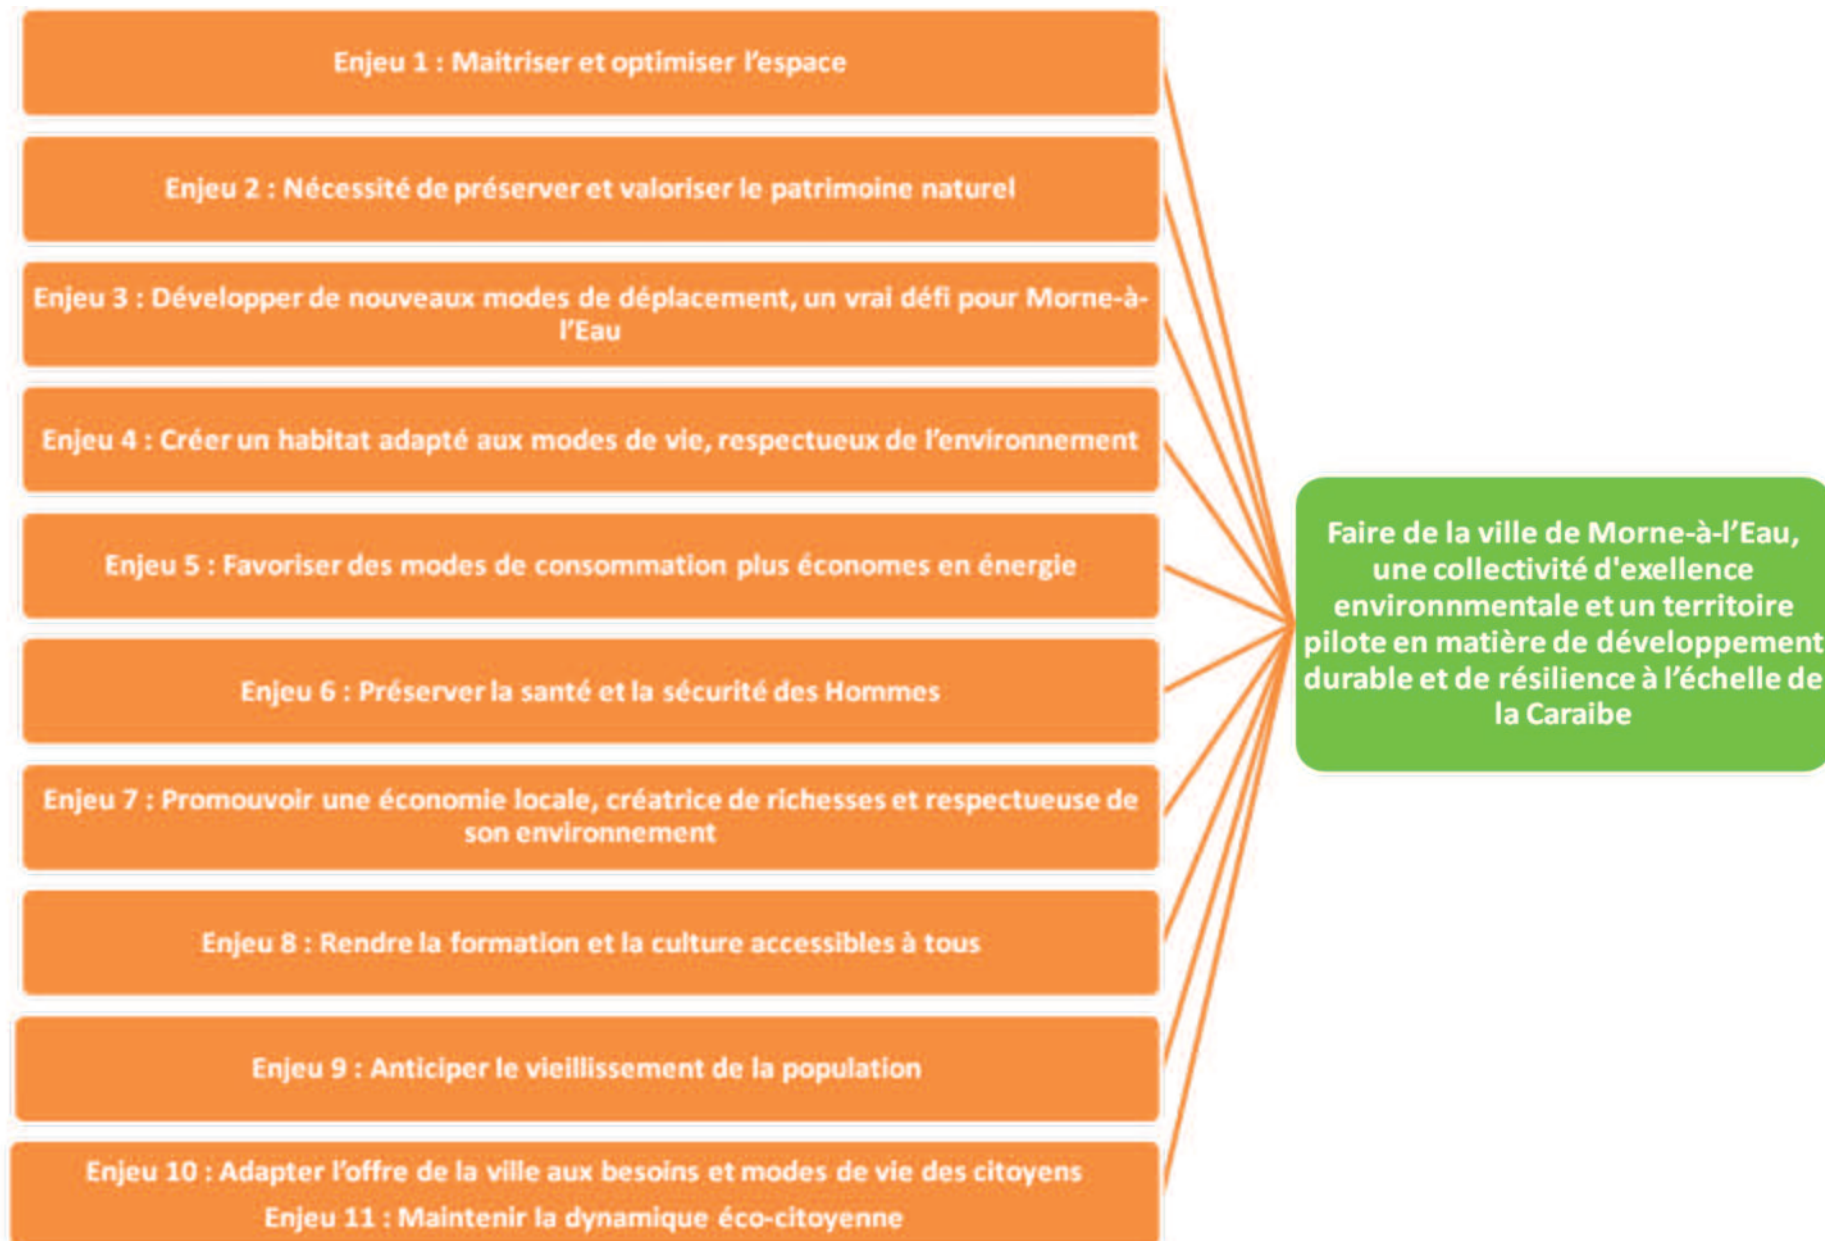 Enjeu 1 : Maitriser et optimiser l’espace
Enjeu 2 : Nécessité de préserver et valoriser le patrimoine naturel
Enjeu 3 : Développer de nouveaux modes de déplacement, un vrai défi pour Morne-à-
l’Eau
Enjeu 4 : Créer un habitat adapté aux modes de vie, respectueux de l’environnement
Enjeu 5 : Favoriser des modes de consommation plus économes en énergie
Enjeu 6 : Préserver la santé et la sécurité des Hommes
Enjeu 7 : Promouvoir une économie locale, créatrice de richesses et respectueuse de
son environnement
Enjeu 8 : Rendre la formation et la culture accessibles à tous
Enjeu 9 : Anticiper le vieillissement de la population
Enjeu 10 : Adapter l’offre de la ville aux besoins et modes de vie des citoyens
Enjeu 11 : Maintenir la dynamique éco-citoyenne
Faire de la ville de Morne-à-l’Eau,
une collectivité d'exellence
environnmentale et un territoire
pilote en matière de développement
durable et de résilience à l’échelle de
la Caraibe